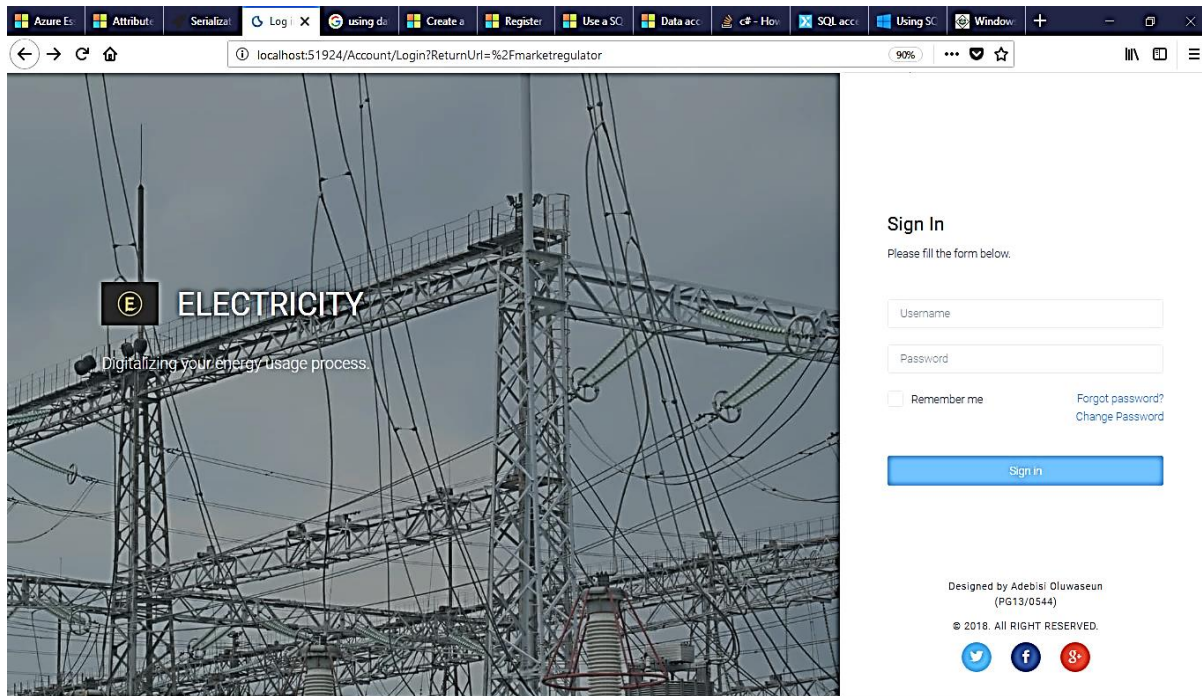 Azure Es
Attribute
Serializat
Log i
using da
Create a
Register
Use a SQ
Data acc
c# - How
SQL acce
Using SC
Window
localhost:51924/Account/Login?ReturnUrl=%2Fmarketregulator
90%
E ELECTRICITY
Digitalizing your energy usage process.
Sign In
Please fill the form below.
Username
Password
Remember me
Forgot password?
Change Password
Sign in
Designed by Adebisi Oluwaseun
(PG13/0544)
© 2018. All RIGHT RESERVED.